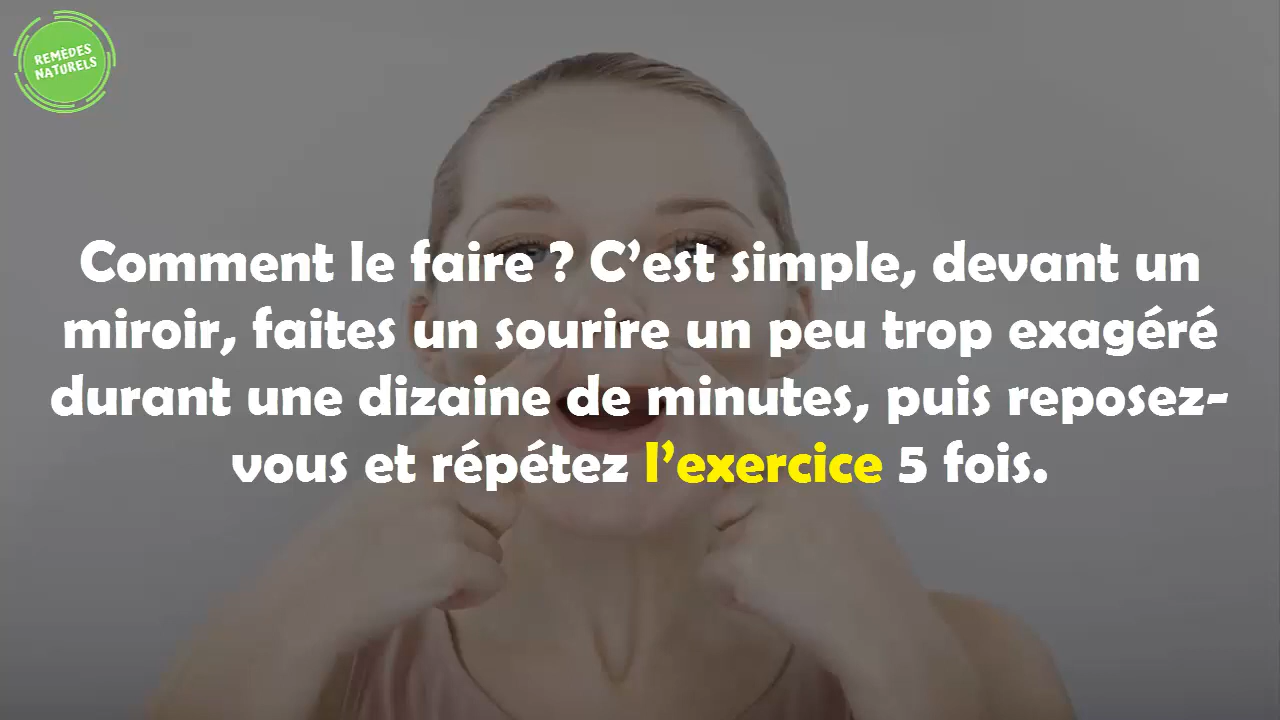 REMÈDES
NATURELS
Comment le faire ? C’est simple, devant un
miroir, faites un sourire un peu trop exagéré
durant une dizaine de minutes, puis reposez-
vous et répétez l’exercice 5 fois.